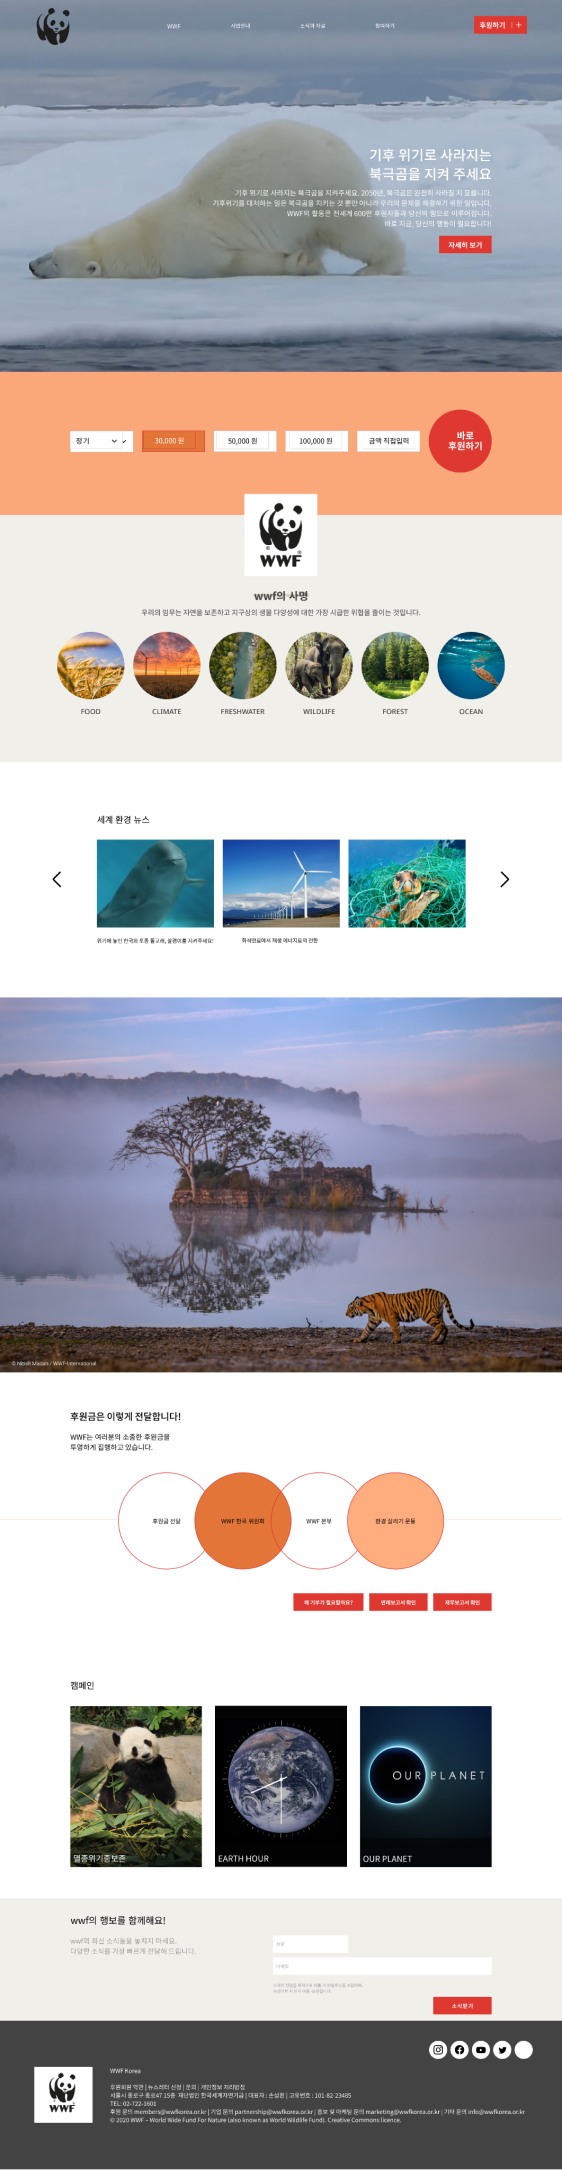 WWF
사업안내
소식과 자료
참여하기
후원하기 | +
기후 위기로 사라지는
북극곰을 지켜 주세요
기후 위기로 사라지는 북극곰을 지켜주세요. 2050년, 북극곰은 완전히 사라질 지 모릅니다.
기후위기를 대처하는 일은 북극곰을 지키는 것 뿐만 아니라 우리의 문제를 해결하기 위한 일입니다.
WWF의 활동은 전세계 600만 후원자들과 당신의 힘으로 이루어집니다.
바로 지금, 당신의 행동이 필요합니다!
자세히 보기
정기
30,000 원
50,000 원
100,000 원
금액 직접입력
바로
후원하기
WWF
wwf의 사명
우리의 임무는 자연을 보존하고 지구상의 생물 다양성에 대한 가장 시급한 위협을 줄이는 것입니다.
FOOD
CLIMATE
FRESHWATER
WILDLIFE
FOREST
OCEAN
세계 환경 뉴스
위기에 놓인 한국의 토종 돌고래, 상괭이를 지켜주세요!
화석연료에서 재생 에너지로의 전환
© Nitish Madan / WWF-International
후원금은 이렇게 전달합니다!
WWF는 여러분의 소중한 후원금을
투명하게 집행하고 있습니다.
후원금 전달
WWF 한국 위원회
WWF 본부
환경 살리기 운동
왜 기부가 필요할까요?
연례보고서 확인
재무보고서 확인
캠페인
멸종위기종보존
EARTH HOUR
OUR PLANET
OUR PLANET
wwf의 행보를 함께해요!
wwf의 최신 소식들을 놓치지 마세요.
다양한 소식을 가장 빠르게 전달해 드립니다.
이메일
소식받기
WWF
WWF Korea
후원회원 약관 | 뉴스레터 신청 | 문의 | 개인정보 처리방침
서울시 종로구 종로47 15층 재단법인 한국세계자연기금 | 대표자 : 손성환 | 고유번호 : 101-82-23485
TEL: 02-722-1601
후원 문의 members@wwfkorea.or.kr | 기업 문의 partnership@wwfkorea.or.kr | 홍보 및 마케팅 문의 marketing@wwfkorea.or.kr | 기타 문의 info@wwfkorea.or.kr
© 2020 WWF – World Wide Fund For Nature (also known as World Wildlife Fund). Creative Commons licence.